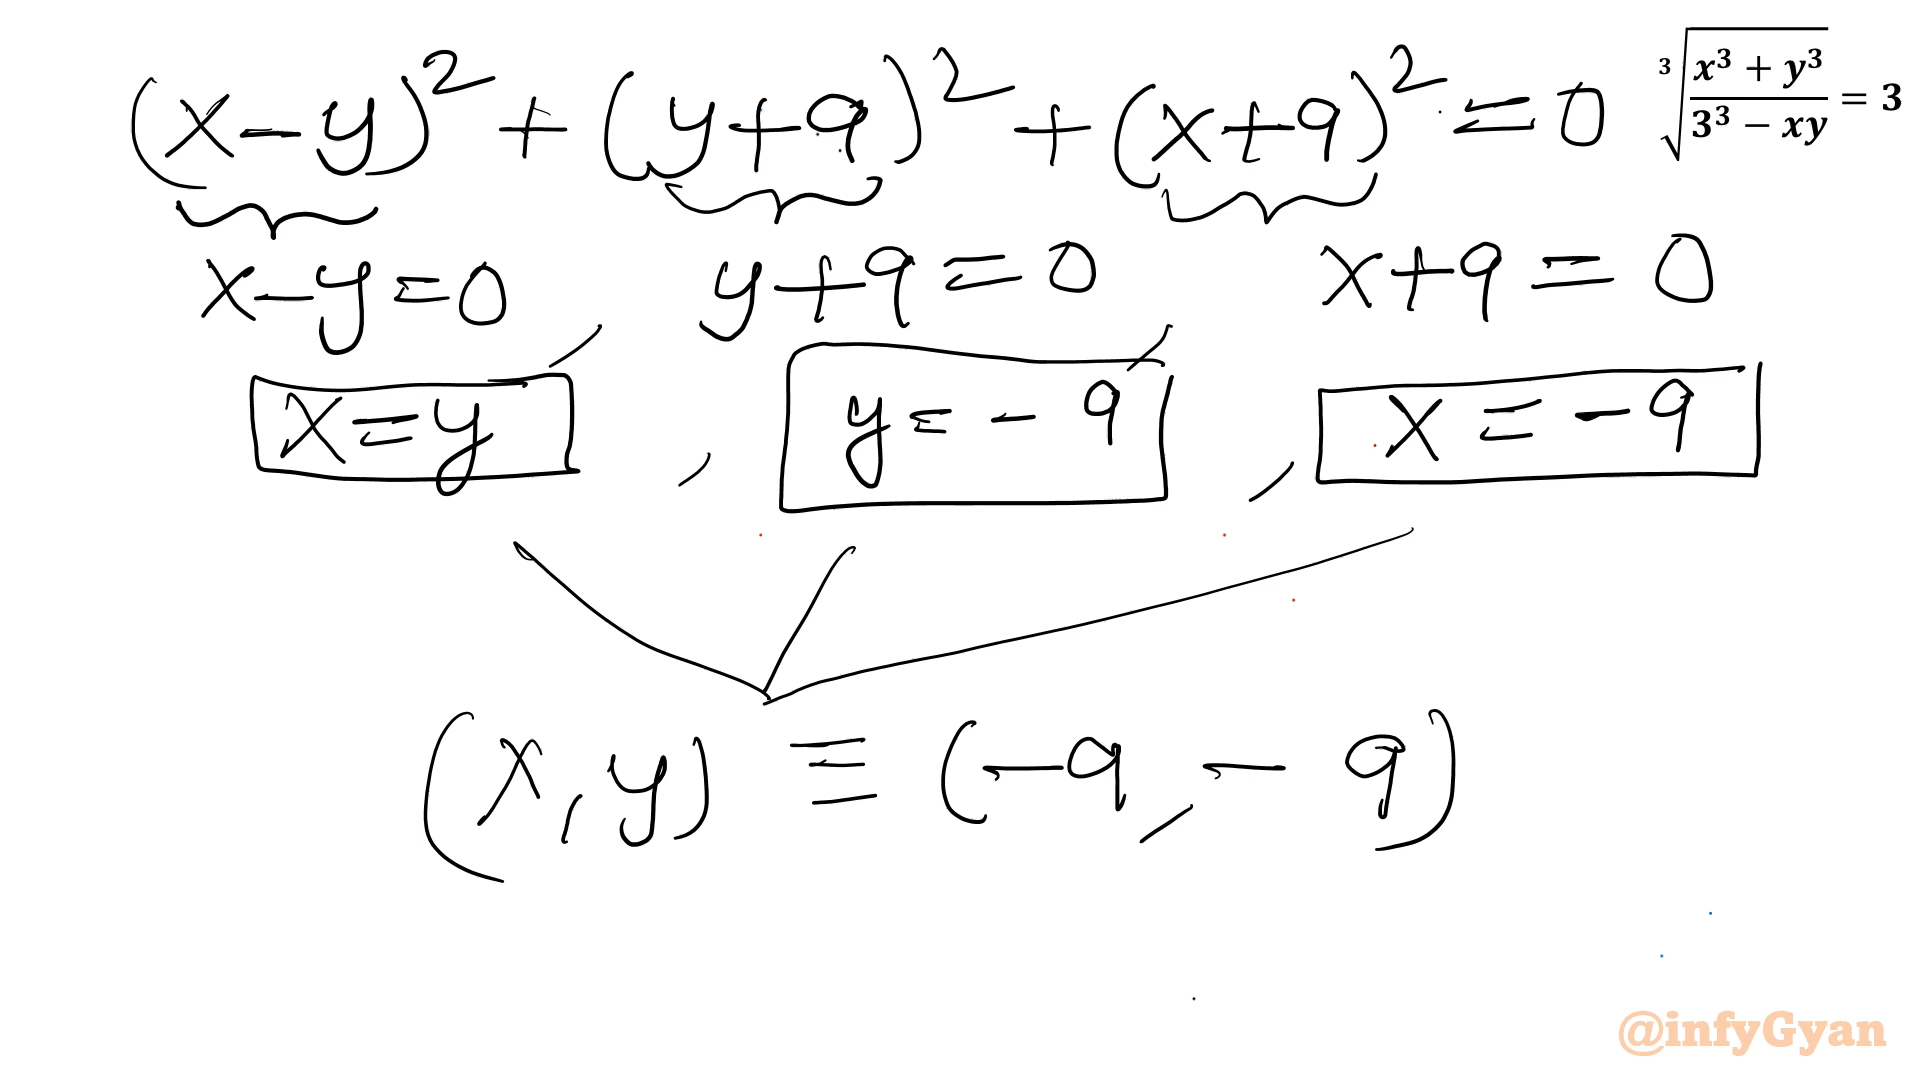 (x-y)² + (y+9)² + (x+9)² = 0
∛((x³ + y³)/(3³ − xy)) = 3
x-y=0, y+9=0, x+9=0
x=y, y=-9, x=-9
(x,y) ≡ (-9,-9)
@infyGyan